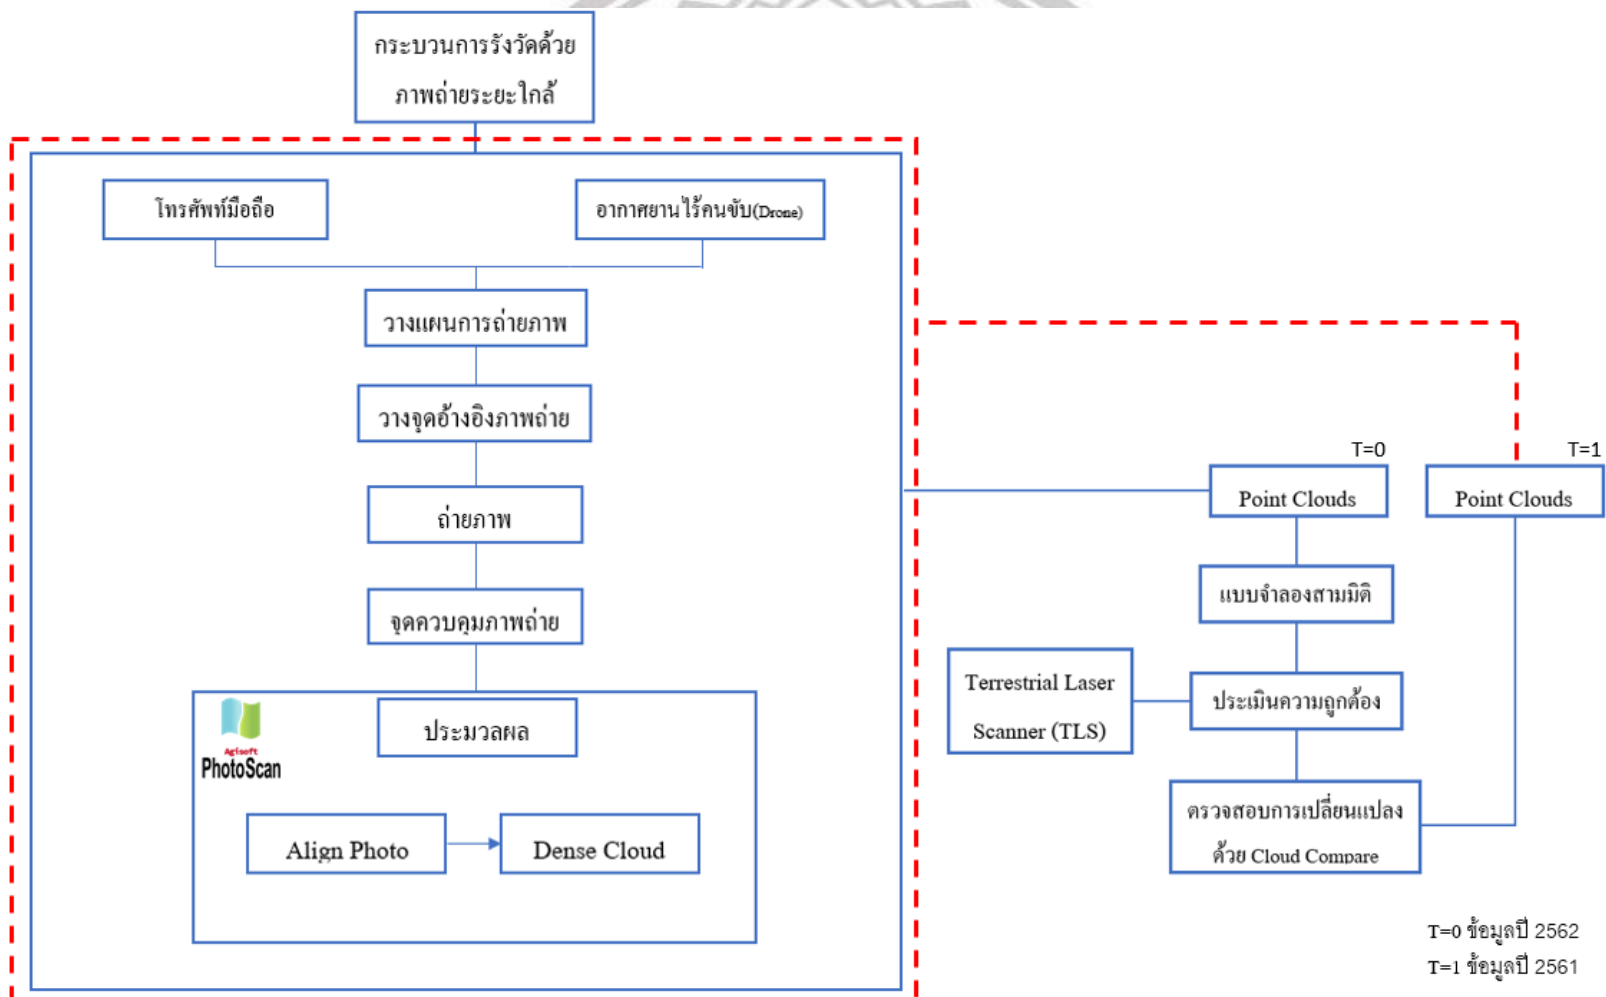 กระบวนการรังวัดด้วย
ภาพถ่ายระยะใกล้
โทรศัพท์มือถือ
อากาศยานไร้คนขับ(Drone)
วางแผนการถ่ายภาพ
วางจุดอ้างอิงภาพถ่าย
ถ่ายภาพ
จุดควบคุมภาพถ่าย
Agisoft
PhotoScan
ประมวลผล
Align Photo
Dense Cloud
T=0
T=1
Point Clouds
Point Clouds
แบบจำลองสามมิติ
Terrestrial Laser
Scanner (TLS)
ประเมินความถูกต้อง
ตรวจสอบการเปลี่ยนแปลง
ด้วย Cloud Compare
T=0 ข้อมูลปี 2562
T=1 ข้อมูลปี 2561